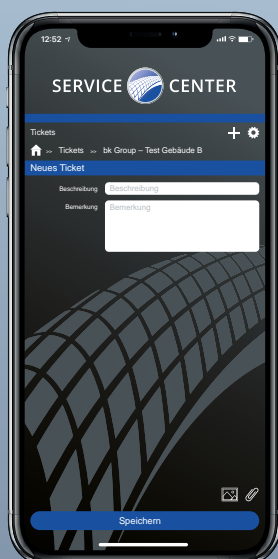 12:52
SERVICE CENTER
Tickets
>> Tickets >> bk Group – Test Gebäude B
Neues Ticket
Beschreibung Beschreibung
Bemerkung Bemerkung
Speichern